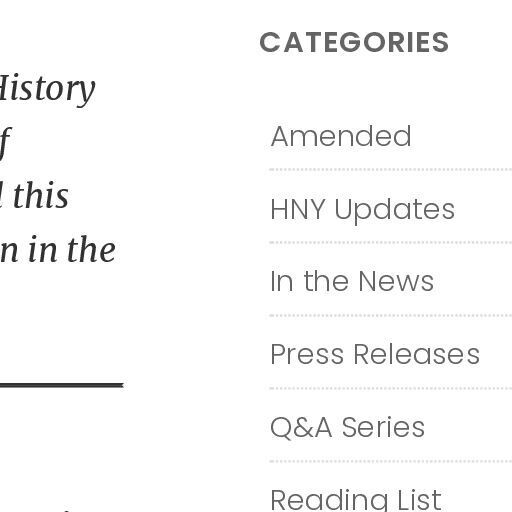 History
f
this
n in the
CATEGORIES
Amended
HNY Updates
In the News
Press Releases
Q&A Series
Reading List